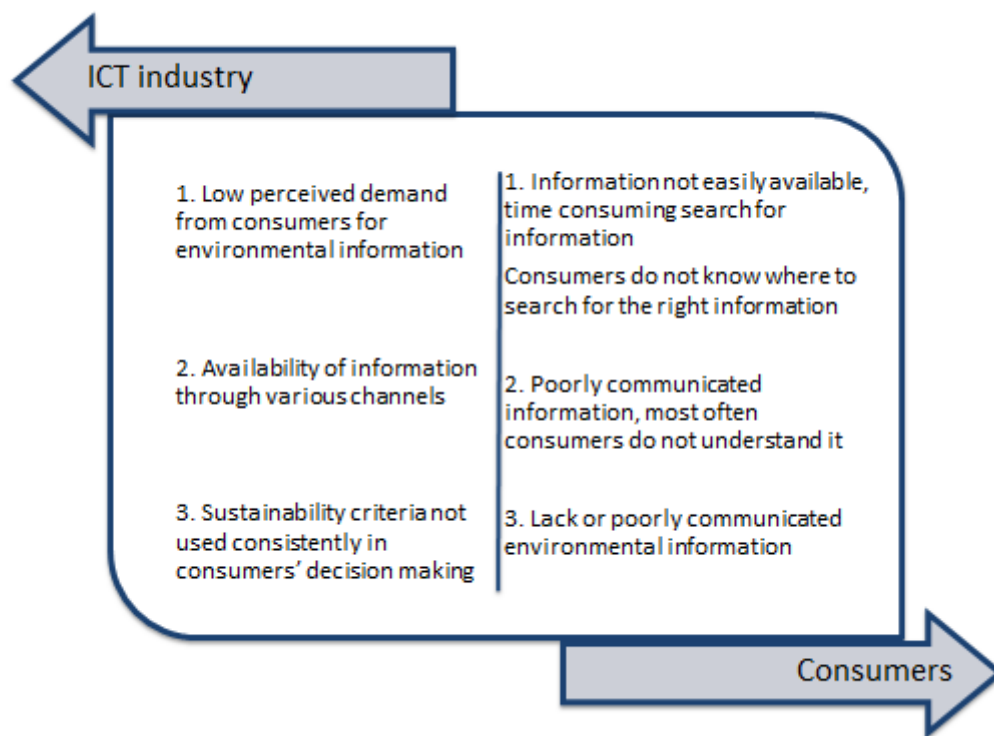 ICT industry
1. Low perceived demand
from consumers for
environmental information
2. Availability of information
through various channels
3. Sustainability criteria not
used consistently in
consumers’ decision making
1. Information not easily available,
time consuming search for
information
Consumers do not know where to
search for the right information
2. Poorly communicated
information, most often
consumers do not understand it
3. Lack or poorly communicated
environmental information
Consumers